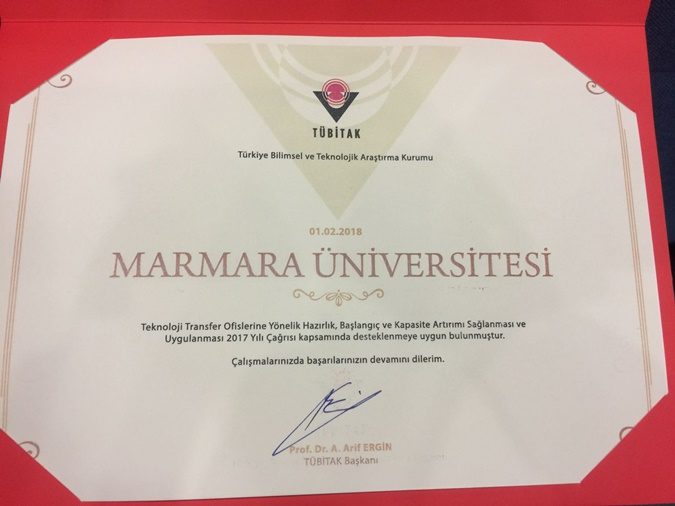 TÜBİTAK
Türkiye Bilimsel ve Teknolojik Araştırma Kurumu
01.02.2018
MARMARA ÜNİVERSİTESİ
Teknoloji Transfer Ofislerine Yönelik Hazırlık, Başlangıç ve Kapasite Artırımı Sağlanması ve
Uygulanması 2017 Yılı Çağrısı kapsamında desteklenmeye uygun bulunmuştur.
Çalışmalarınızda başarılarınızın devamını dilerim.
Prof. Dr. A. Arif ERGİN
TÜBİTAK Başkanı